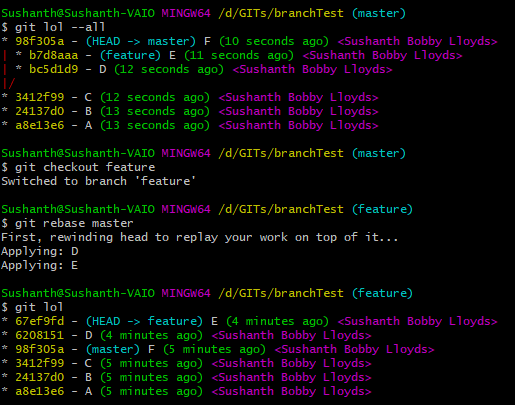 Sushanth@Sushanth-VAIO MINGW64 /d/GITs/branchTest (master)
$ git lol --all
* 98f305a - (HEAD -> master) F (10 seconds ago) <Sushanth Bobby Lloyds>
| * b7d8aaa - (feature) E (11 seconds ago) <Sushanth Bobby Lloyds>
| * bc5d1d9 - D (12 seconds ago) <Sushanth Bobby Lloyds>
|/
* 3412f99 - C (12 seconds ago) <Sushanth Bobby Lloyds>
* 24137d0 - B (13 seconds ago) <Sushanth Bobby Lloyds>
* a8e13e6 - A (13 seconds ago) <Sushanth Bobby Lloyds>
Sushanth@Sushanth-VAIO MINGW64 /d/GITs/branchTest (master)
$ git checkout feature
Switched to branch 'feature'
Sushanth@Sushanth-VAIO MINGW64 /d/GITs/branchTest (feature)
$ git rebase master
First, rewinding head to replay your work on top of it...
Applying: D
Applying: E
Sushanth@Sushanth-VAIO MINGW64 /d/GITs/branchTest (feature)
$ git lol
* 67ef9fd - (HEAD -> feature) E (4 minutes ago) <Sushanth Bobby Lloyds>
* 6208151 - D (4 minutes ago) <Sushanth Bobby Lloyds>
* 98f305a - (master) F (5 minutes ago) <Sushanth Bobby Lloyds>
* 3412f99 - C (5 minutes ago) <Sushanth Bobby Lloyds>
* 24137d0 - B (5 minutes ago) <Sushanth Bobby Lloyds>
* a8e13e6 - A (5 minutes ago) <Sushanth Bobby Lloyds>